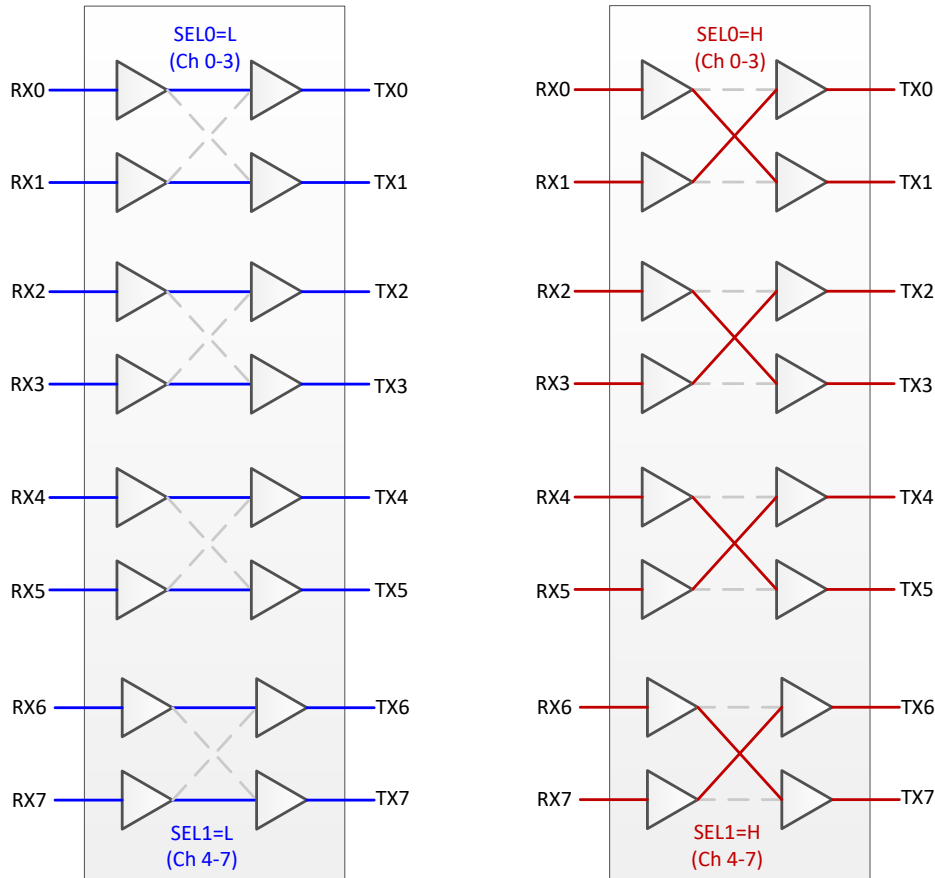 SEL0=L
(Ch 0-3)
RX0
TX0
RX1
TX1
RX2
TX2
RX3
TX3
RX4
TX4
RX5
TX5
RX6
TX6
RX7
TX7
SEL1=L
(Ch 4-7)
SEL0=H
(Ch 0-3)
RX0
TX0
RX1
TX1
RX2
TX2
RX3
TX3
RX4
TX4
RX5
TX5
RX6
TX6
RX7
TX7
SEL1=H
(Ch 4-7)